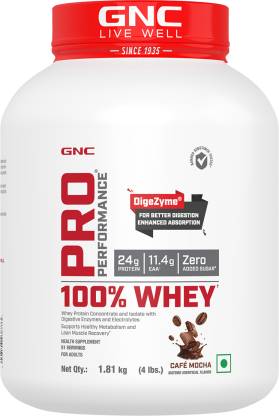 GNC
LIVE WELL
SINCE 1935
GNC
PRO
PERFORMANCE®
DigeZyme®
FOR BETTER DIGESTION
ENHANCED ABSORPTION
24g
PROTEIN
11.4g
EAA
Zero
ADDED SUGAR
100% WHEY
Whey Protein Concentrate and Isolate with
Digestive Enzymes and Electrolytes
Supports Healthy Metabolism and
Lean Muscle Recovery
HEALTH SUPPLEMENT
51 SERVINGS
FOR ADULTS
CAFÉ MOCHA
Net Qty.: 1.81 kg (4 lbs.)